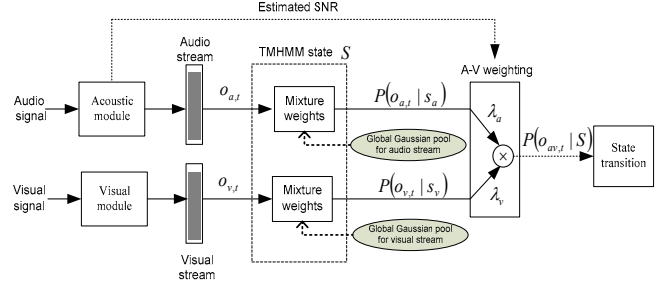 Estimated SNR
Audio
stream
TMHMM state S
A-V weighting
Audio
signal
Acoustic
module
o_{a,t}
Mixture
weights
P(o_{a,t} | s_a)
λ_a
Global Gaussian pool
for audio stream
×
P(o_{av,t} | S)
State
transition
Visual
signal
Visual
module
o_{v,t}
Mixture
weights
P(o_{v,t} | s_v)
λ_v
Global Gaussian pool
for visual stream
Visual
stream